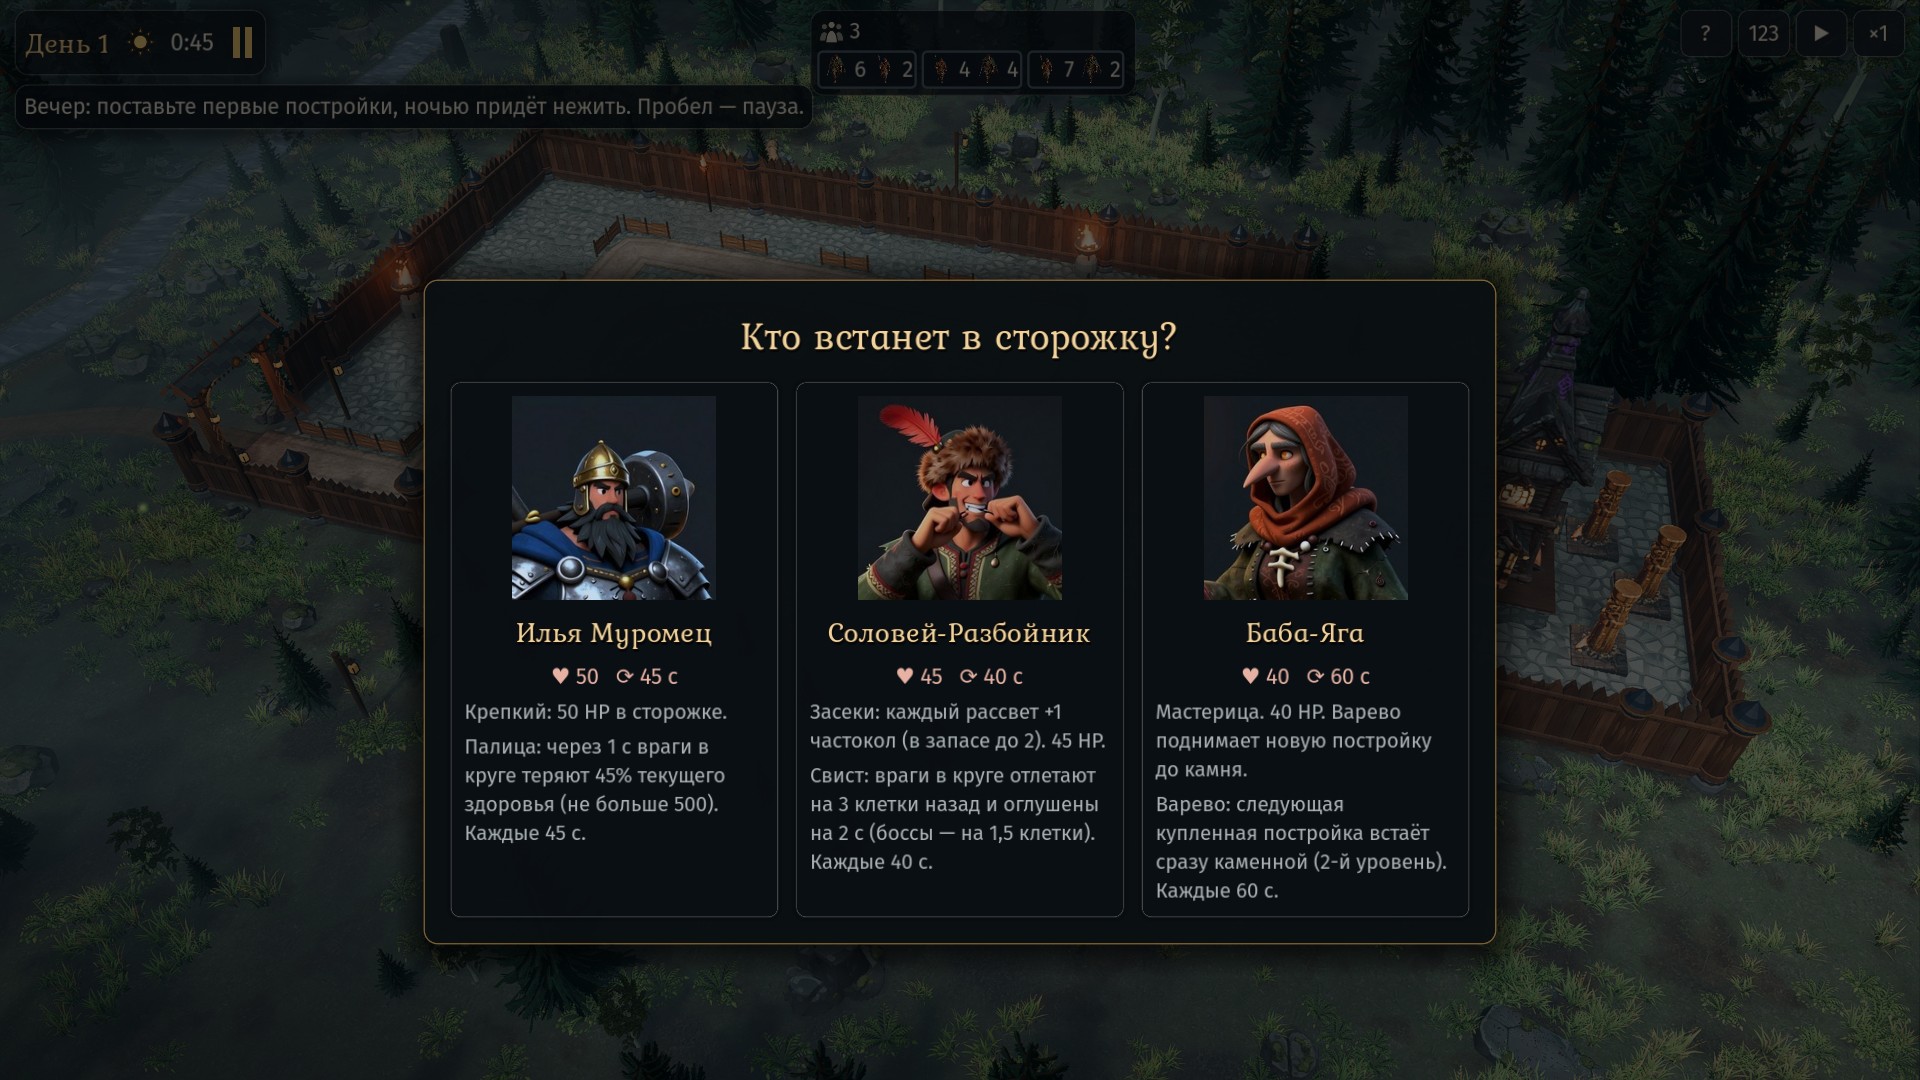 День 1 0:45
3
6 2 4 4 7 2
? 123 ▶ ×1
Вечер: поставьте первые постройки, ночью придёт нежить. Пробел — пауза.
Кто встанет в сторожку?
Илья Муромец
♥ 50 ⟳ 45 с
Крепкий: 50 HP в сторожке.
Палица: через 1 с враги в
круге теряют 45% текущего
здоровья (не больше 500).
Каждые 45 с.
Соловей-Разбойник
♥ 45 ⟳ 40 с
Засеки: каждый рассвет +1
частокол (в запасе до 2). 45 HP.
Свист: враги в круге отлетают
на 3 клетки назад и оглушены
на 2 с (боссы — на 1,5 клетки).
Каждые 40 с.
Баба-Яга
♥ 40 ⟳ 60 с
Мастерица. 40 HP. Варево
поднимает новую постройку
до камня.
Варево: следующая
купленная постройка встаёт
сразу каменной (2-й уровень).
Каждые 60 с.